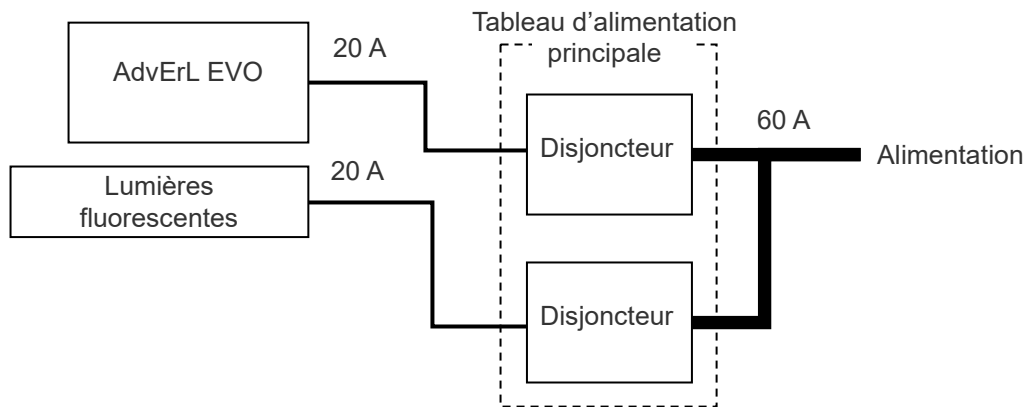 Tableau d’alimentation
principale
20 A
AdvErL EVO
60 A
Disjoncteur
Alimentation
20 A
Lumières
fluorescentes
Disjoncteur